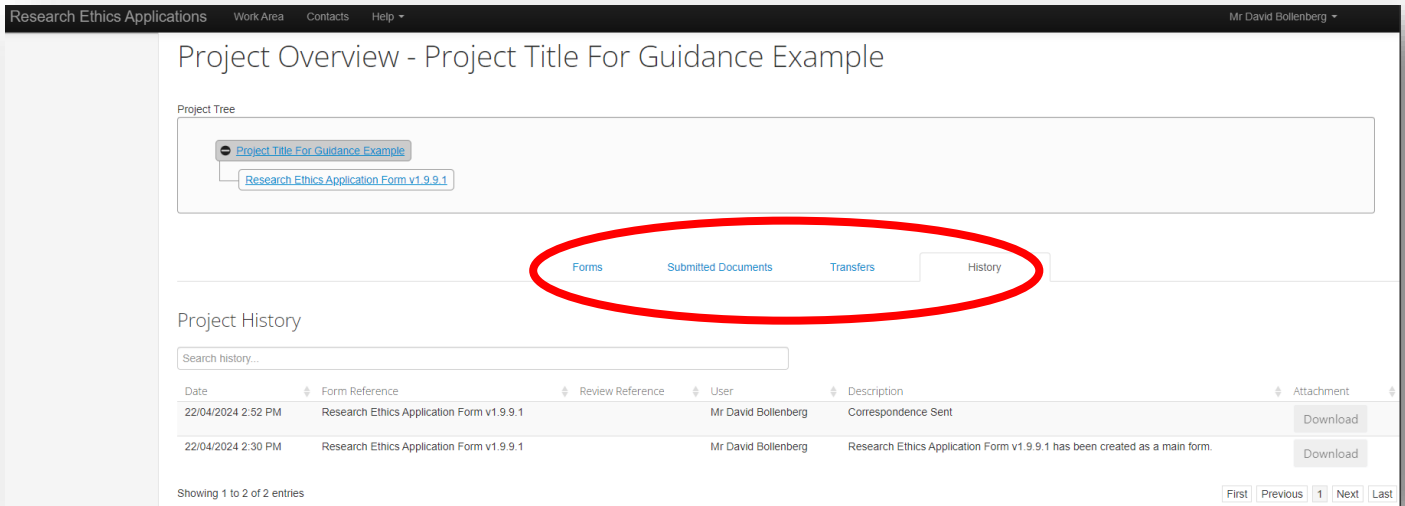 Research Ethics Applications Work Area Contacts Help Mr David Bollenberg
Project Overview - Project Title For Guidance Example
Project Tree
Project Title For Guidance Example
Research Ethics Application Form v1.9.9.1
Forms Submitted Documents Transfers History
Project History
Search history...
Date Form Reference Review Reference User Description Attachment
22/04/2024 2:52 PM Research Ethics Application Form v1.9.9.1 Mr David Bollenberg Correspondence Sent Download
22/04/2024 2:30 PM Research Ethics Application Form v1.9.9.1 Mr David Bollenberg Research Ethics Application Form v1.9.9.1 has been created as a main form. Download
Showing 1 to 2 of 2 entries First Previous 1 Next Last